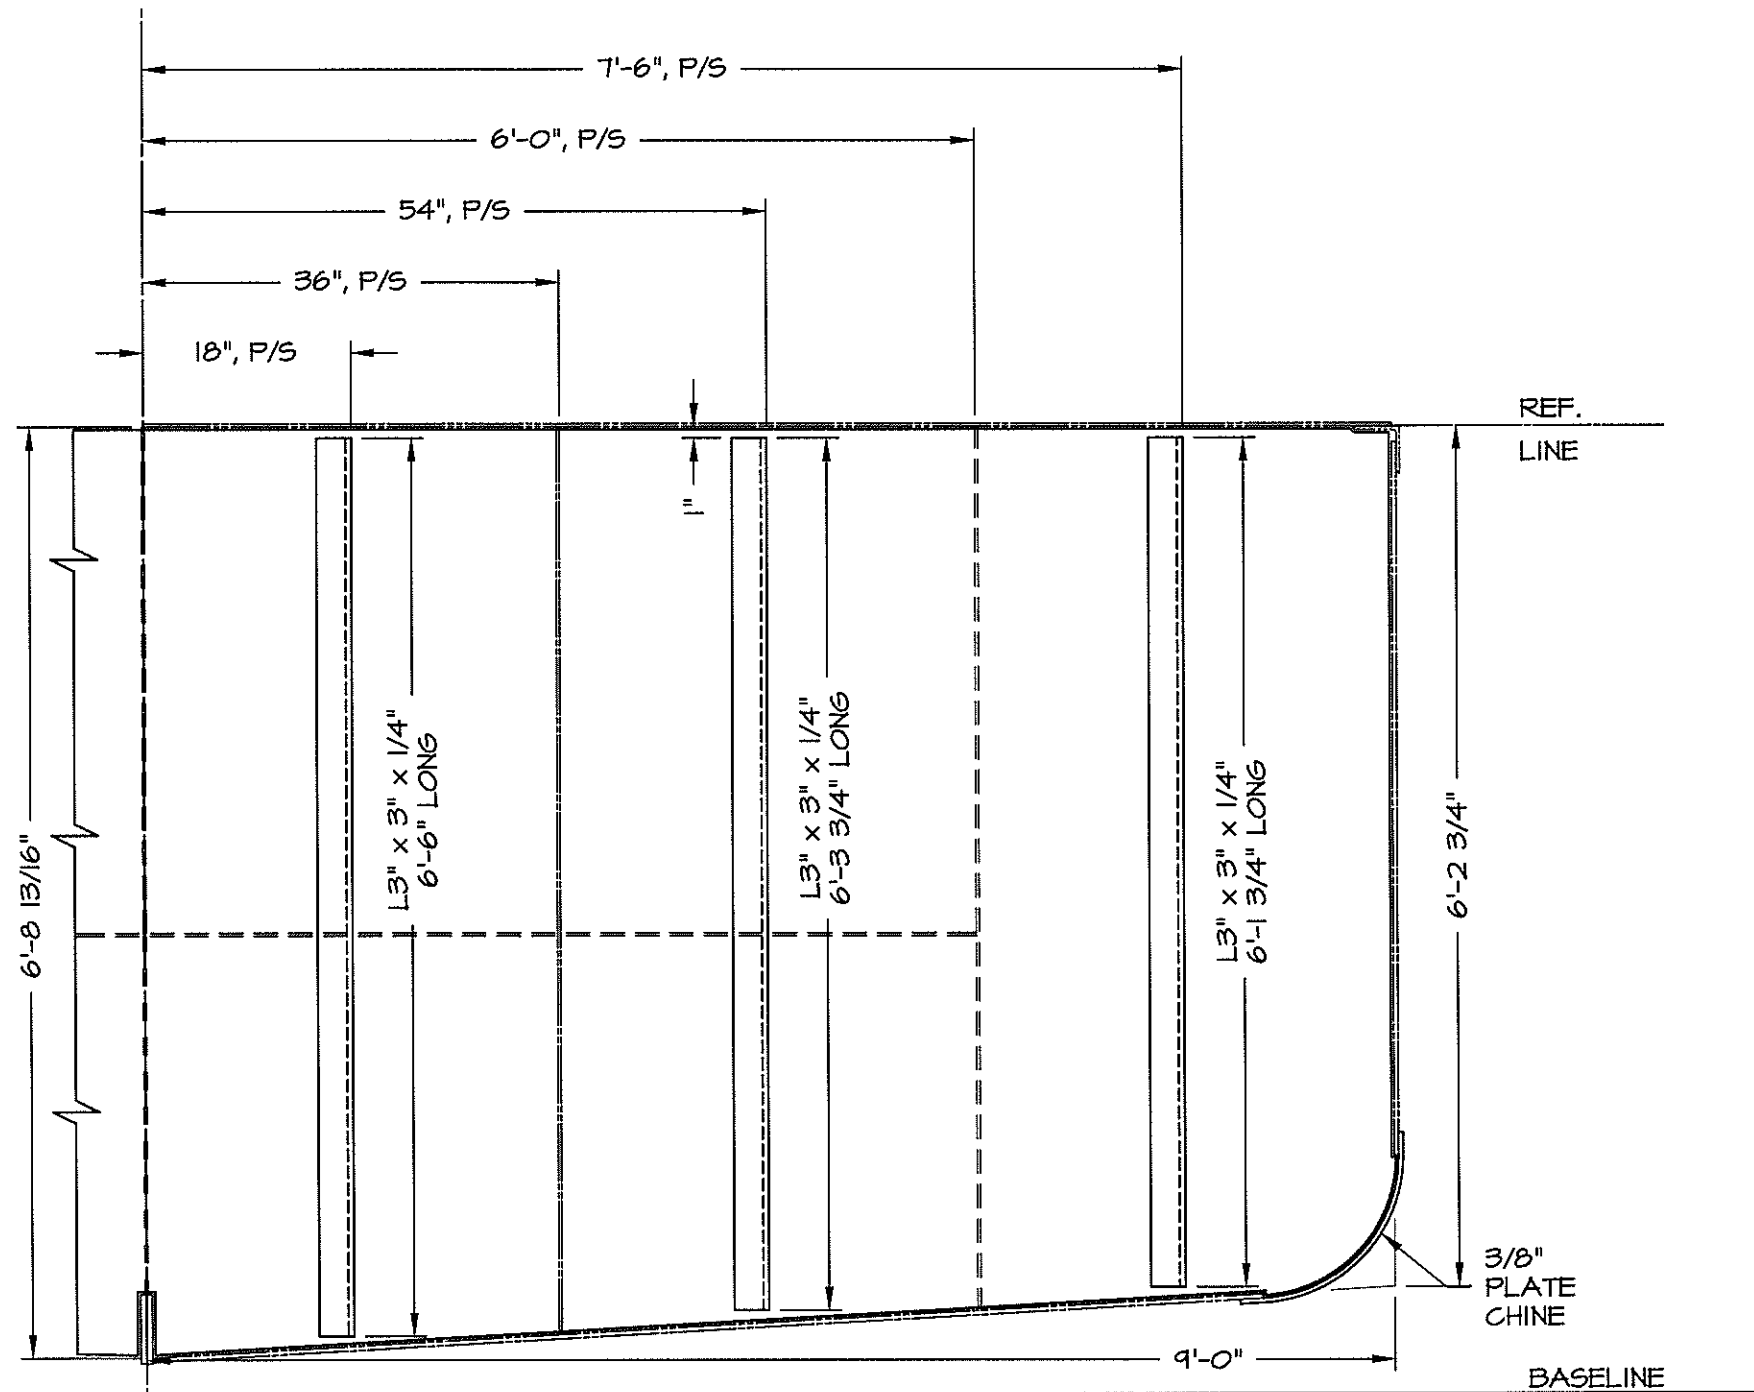 7'-6", P/S
6'-0", P/S
54", P/S
36", P/S
18", P/S
REF.
LINE
1"
L3" x 3" x 1/4"
6'-6" LONG
L3" x 3" x 1/4"
6'-3 3/4" LONG
L3" x 3" x 1/4"
6'-1 3/4" LONG
6'-8 13/16"
6'-2 3/4"
3/8"
PLATE
CHINE
9'-0"
BASELINE